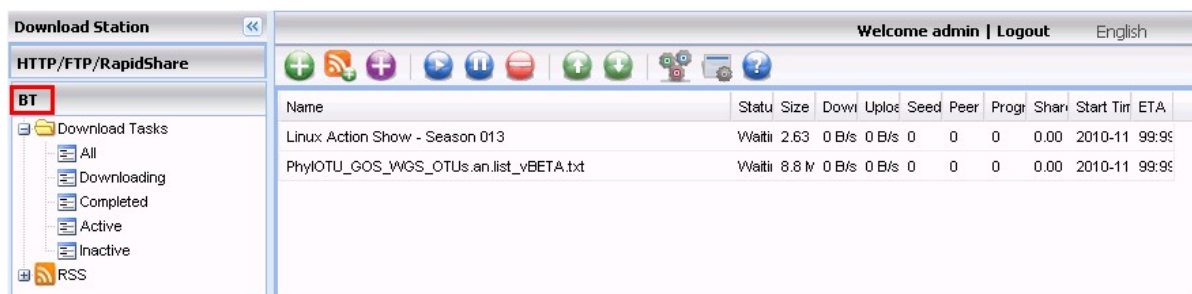 Download Station
Welcome admin | Logout English
HTTP/FTP/RapidShare
BT
Download Tasks
All
Downloading
Completed
Active
Inactive
RSS
Name Statu Size Down Uploa Seed Peer Progr Share Start Tim ETA
Linux Action Show - Season 013 Waitin 2.63 0 B/s 0 B/s 0 0 0 0.00 2010-11 99:99
PhylOTU_GOS_WGS_OTUs.an.list_vBETA.txt Waitin 8.8 M 0 B/s 0 B/s 0 0 0 0.00 2010-11 99:99